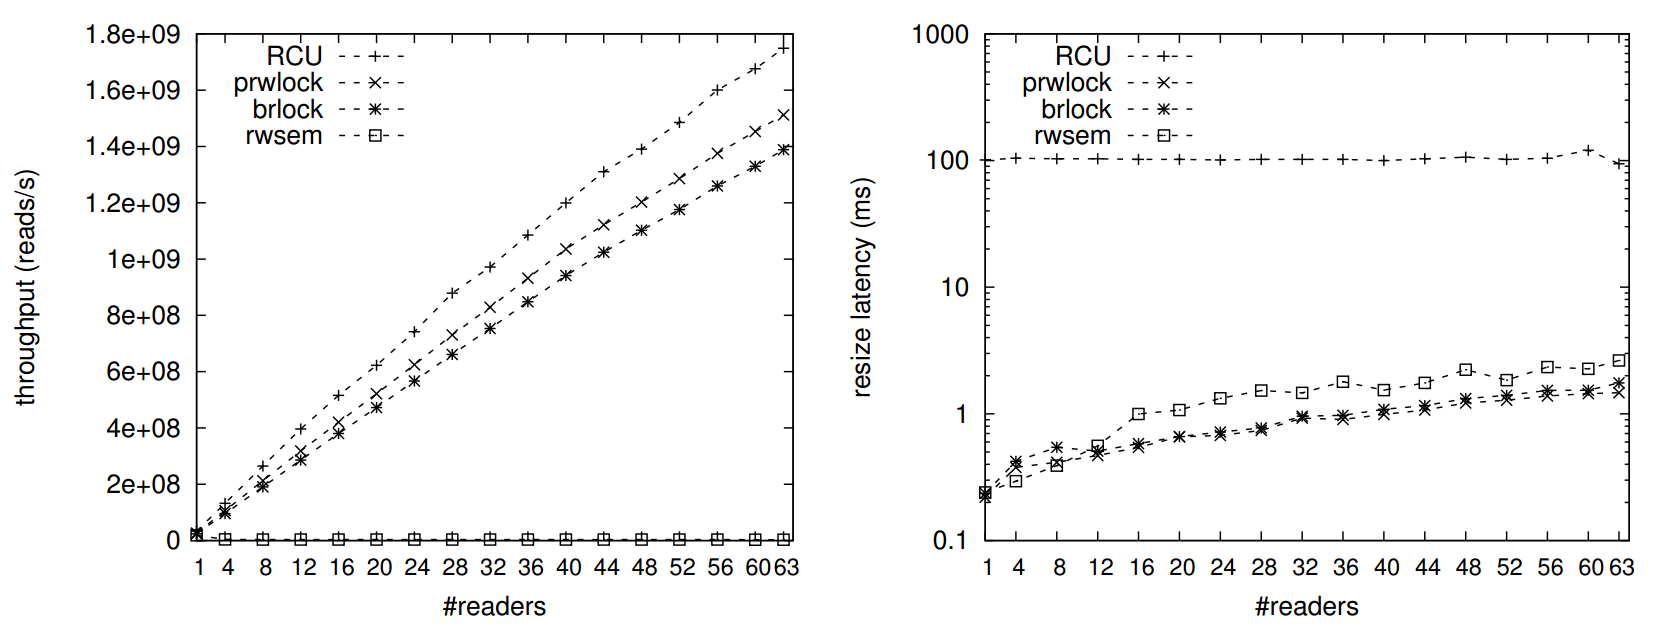 throughput (reads/s)
1.8e+09
1.6e+09
1.4e+09
1.2e+09
1e+09
8e+08
6e+08
4e+08
2e+08
0
RCU
prwlock
brlock
rwsem
1 4 8 12 16 20 24 28 32 36 40 44 48 52 56 60 63
#readers
resize latency (ms)
1000
100
10
1
0.1
RCU
prwlock
brlock
rwsem
1 4 8 12 16 20 24 28 32 36 40 44 48 52 56 60 63
#readers